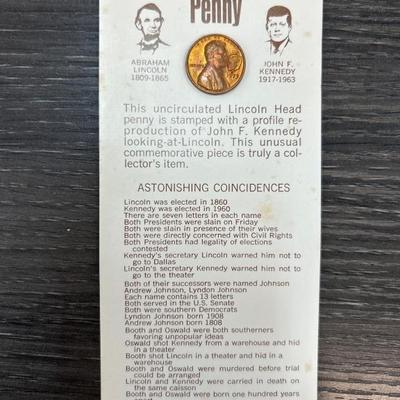 Penny
ABRAHAM
LINCOLN
1809-1865
JOHN F.
KENNEDY
1917-1963
This uncirculated Lincoln Head
penny is stamped with a profile re-
production of John F. Kennedy
looking-at-Lincoln. This unusual
commemorative piece is truly a col-
lector's item.
ASTONISHING COINCIDENCES
Lincoln was elected in 1860
Kennedy was elected in 1960
There are seven letters in each name
Both Presidents were slain on Friday
Both were slain in presence of their wives
Both were directly concerned with Civil Rights
Both Presidents had legality of elections
contested
Kennedy's secretary Lincoln warned him not to
go to Dallas
Lincoln's secretary Kennedy warned him not to
go to the theater
Both of their successors were named Johnson
Andrew Johnson, Lyndon Johnson
Each name contains 13 letters
Both served in the U.S. Senate
Both were southern Democrats
Lyndon Johnson born 1908
Andrew Johnson born 1808
Booth and Oswald were both southerners
favoring unpopular ideas
Oswald shot Kennedy from a warehouse and hid
in a theater
Booth shot Lincoln in a theater and hid in a
warehouse
Booth and Oswald were murdered before trial
could be arranged
Lincoln and Kennedy were carried in death on
the same caisson
Booth and Oswald were born one hundred years